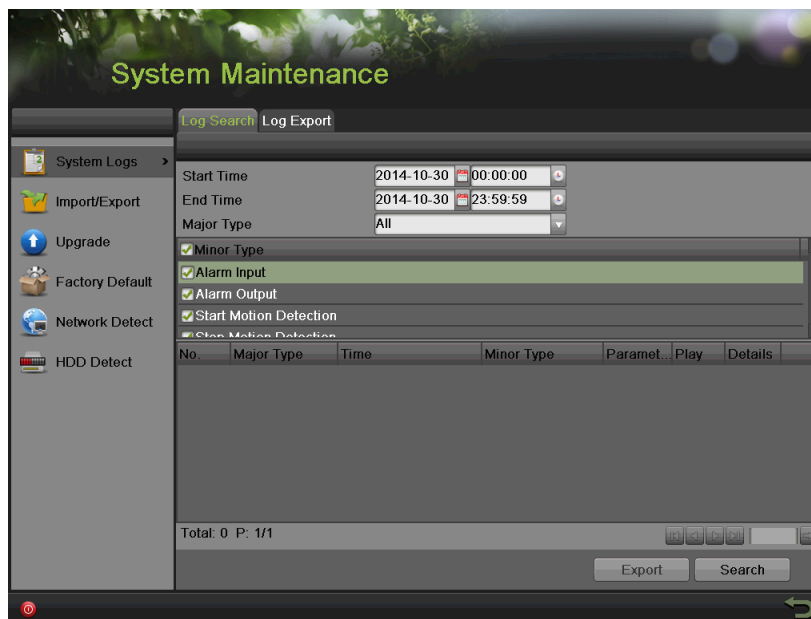 System Maintenance
Log Search Log Export
System Logs >
Import/Export
Upgrade
Factory Default
Network Detect
HDD Detect
Start Time 2014-10-30 00:00:00
End Time 2014-10-30 23:59:59
Major Type All
Minor Type
Alarm Input
Alarm Output
Start Motion Detection
Stop Motion Detection
No. Major Type Time Minor Type Paramet... Play Details
Total: 0 P: 1/1
Export Search